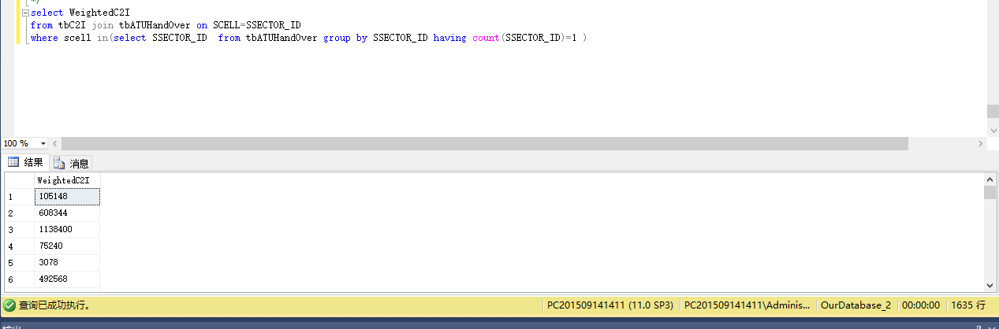 */
select WeightedC2I
from tbC2I join tbATUHandOver on SCELL=SSECTOR_ID
where scell in(select SSECTOR_ID  from tbATUHandOver group by SSECTOR_ID having count(SSECTOR_ID)=1 )
100 %
结果 消息
WeightedC2I
1 105148
2 608344
3 1138400
4 75240
5 3078
6 492568
查询已成功执行。 PC201509141411 (11.0 SP3) PC201509141411\Adminis... OurDatabase_2 00:00:00 1635 行